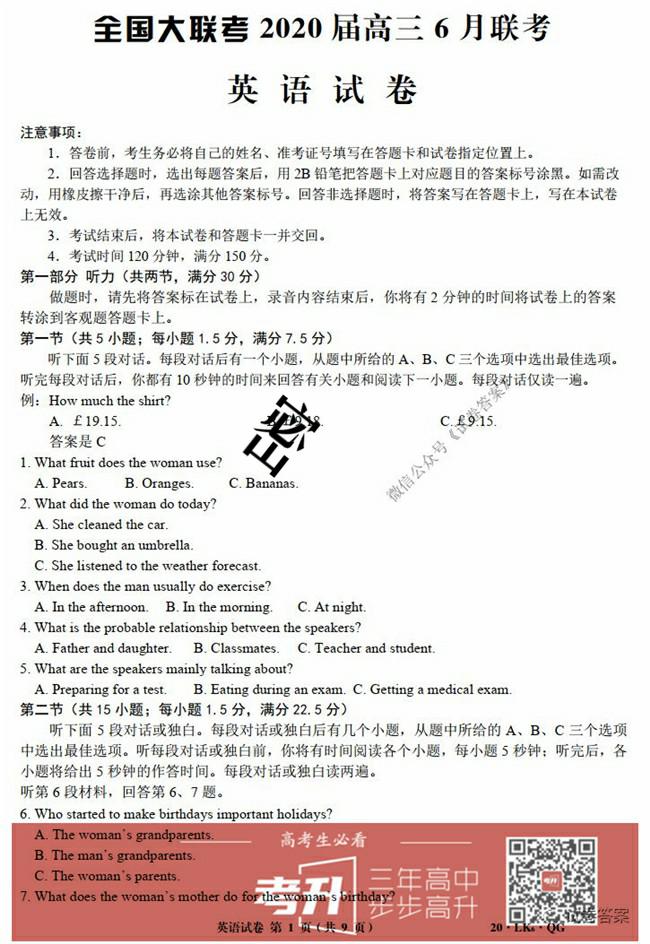 全国大联考 2020 届高三 6 月联考
英 语 试 卷
注意事项：
1．答卷前，考生务必将自己的姓名、准考证号填写在答题卡和试卷指定位置上。
2．回答选择题时，选出每题答案后，用 2B 铅笔把答题卡上对应题目的答案标号涂黑。如需改
动，用橡皮擦干净后，再选涂其他答案标号。回答非选择题时，将答案写在答题卡上，写在本试卷
上无效。
3．考试结束后，将本试卷和答题卡一并交回。
4．考试时间 120 分钟，满分 150 分。
第一部分 听力（共两节，满分 30 分）
做题时，请先将答案标在试卷上，录音内容结束后，你将有 2 分钟的时间将试卷上的答案
转涂到客观题答题卡上。
第一节（共 5 小题；每小题 1.5 分，满分 7.5 分）
听下面 5 段对话。每段对话后有一个小题，从题中所给的 A、B、C 三个选项中选出最佳选项。
听完每段对话后，你都有 10 秒钟的时间来回答有关小题和阅读下一小题。每段对话仅读一遍。
例：How much the shirt?
A. ￡19.15. B.￡9.18. C.￡9.15.
答案是 C
密
微信公众号《试卷答案》
1. What fruit does the woman use?
A. Pears. B. Oranges. C. Bananas.
2. What did the woman do today?
A. She cleaned the car.
B. She bought an umbrella.
C. She listened to the weather forecast.
3. When does the man usually do exercise?
A. In the afternoon. B. In the morning. C. At night.
4. What is the probable relationship between the speakers?
A. Father and daughter. B. Classmates. C. Teacher and student.
5. What are the speakers mainly talking about?
A. Preparing for a test. B. Eating during an exam. C. Getting a medical exam.
第二节（共 15 小题；每小题 1.5 分，满分 22.5 分）
听下面 5 段对话或独白。每段对话或独白后有几个小题，从题中所给的 A、B、C 三个选项
中选出最佳选项。听每段对话或独白前，你将有时间阅读各个小题，每小题 5 秒钟；听完后，各
小题将给出 5 秒钟的作答时间。每段对话或独白读两遍。
听第 6 段材料，回答第 6、7 题。
6. Who started to make birthdays important holidays?
A. The woman's grandparents.
B. The man's grandparents.
C. The woman's parents.
7. What does the woman's mother do for the woman's birthday?
高考生必看
考升
三年高中
步步高升
考升
试卷答案
英语试卷 第 1 页（共 9 页） 20·LK6·QG